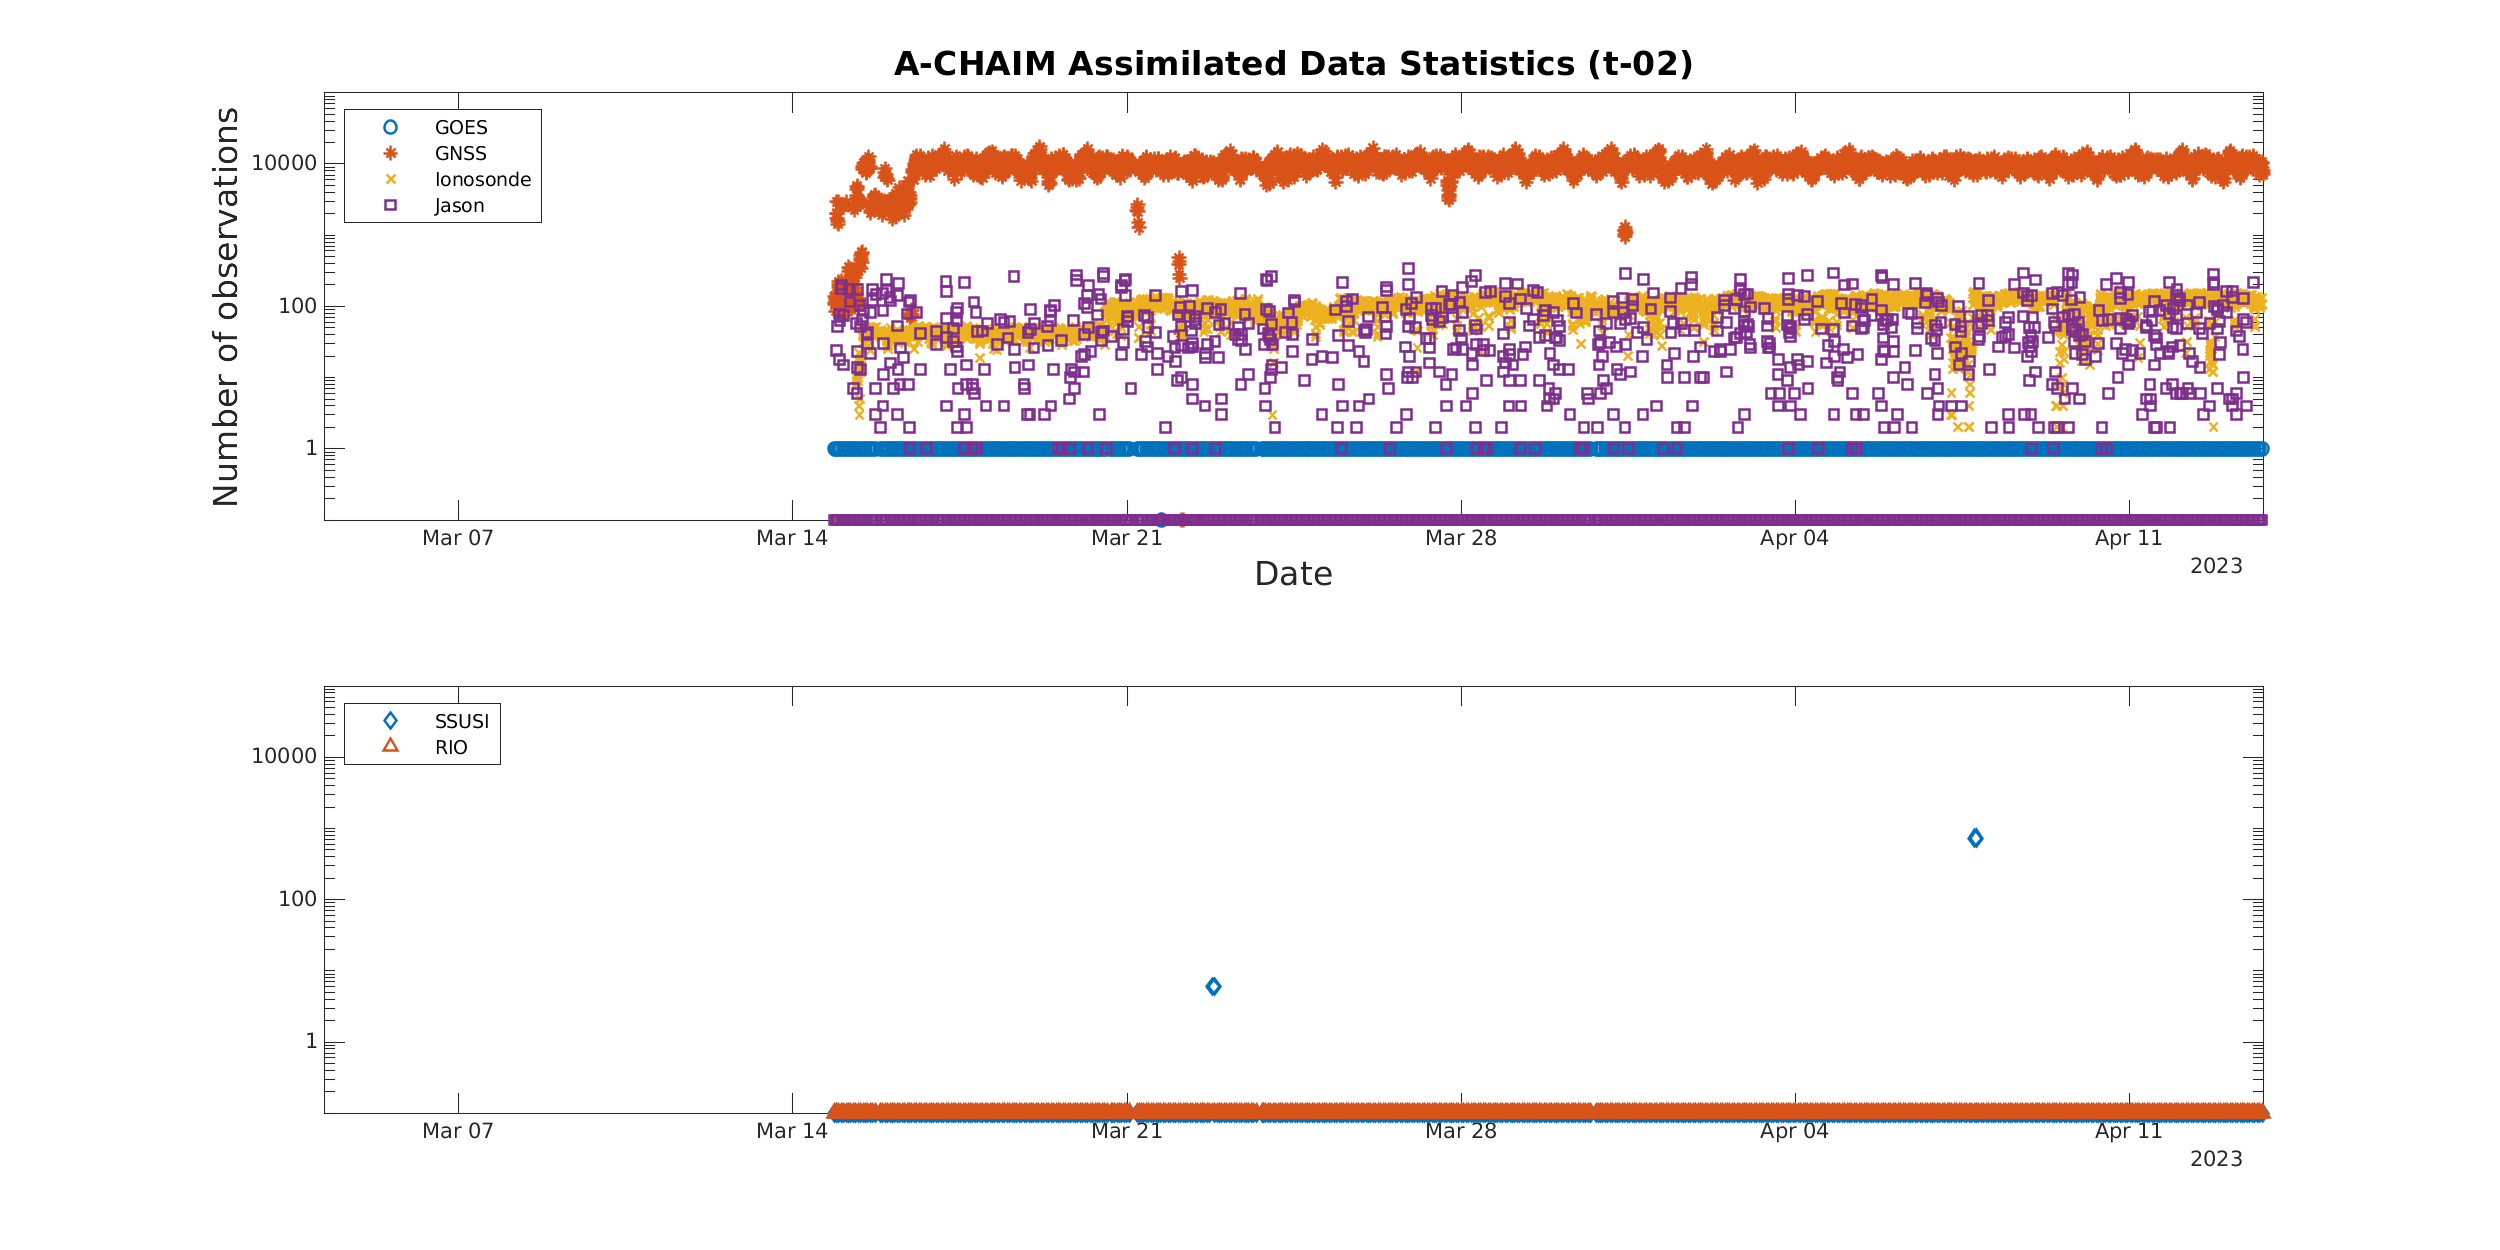 A-CHAIM Assimilated Data Statistics (t-02)
Number of observations
10000
100
1
GOES
GNSS
Ionosonde
Jason
Mar 07
Mar 14
Mar 21
Mar 28
Apr 04
Apr 11
2023
Date
10000
100
1
SSUSI
RIO
Mar 07
Mar 14
Mar 21
Mar 28
Apr 04
Apr 11
2023